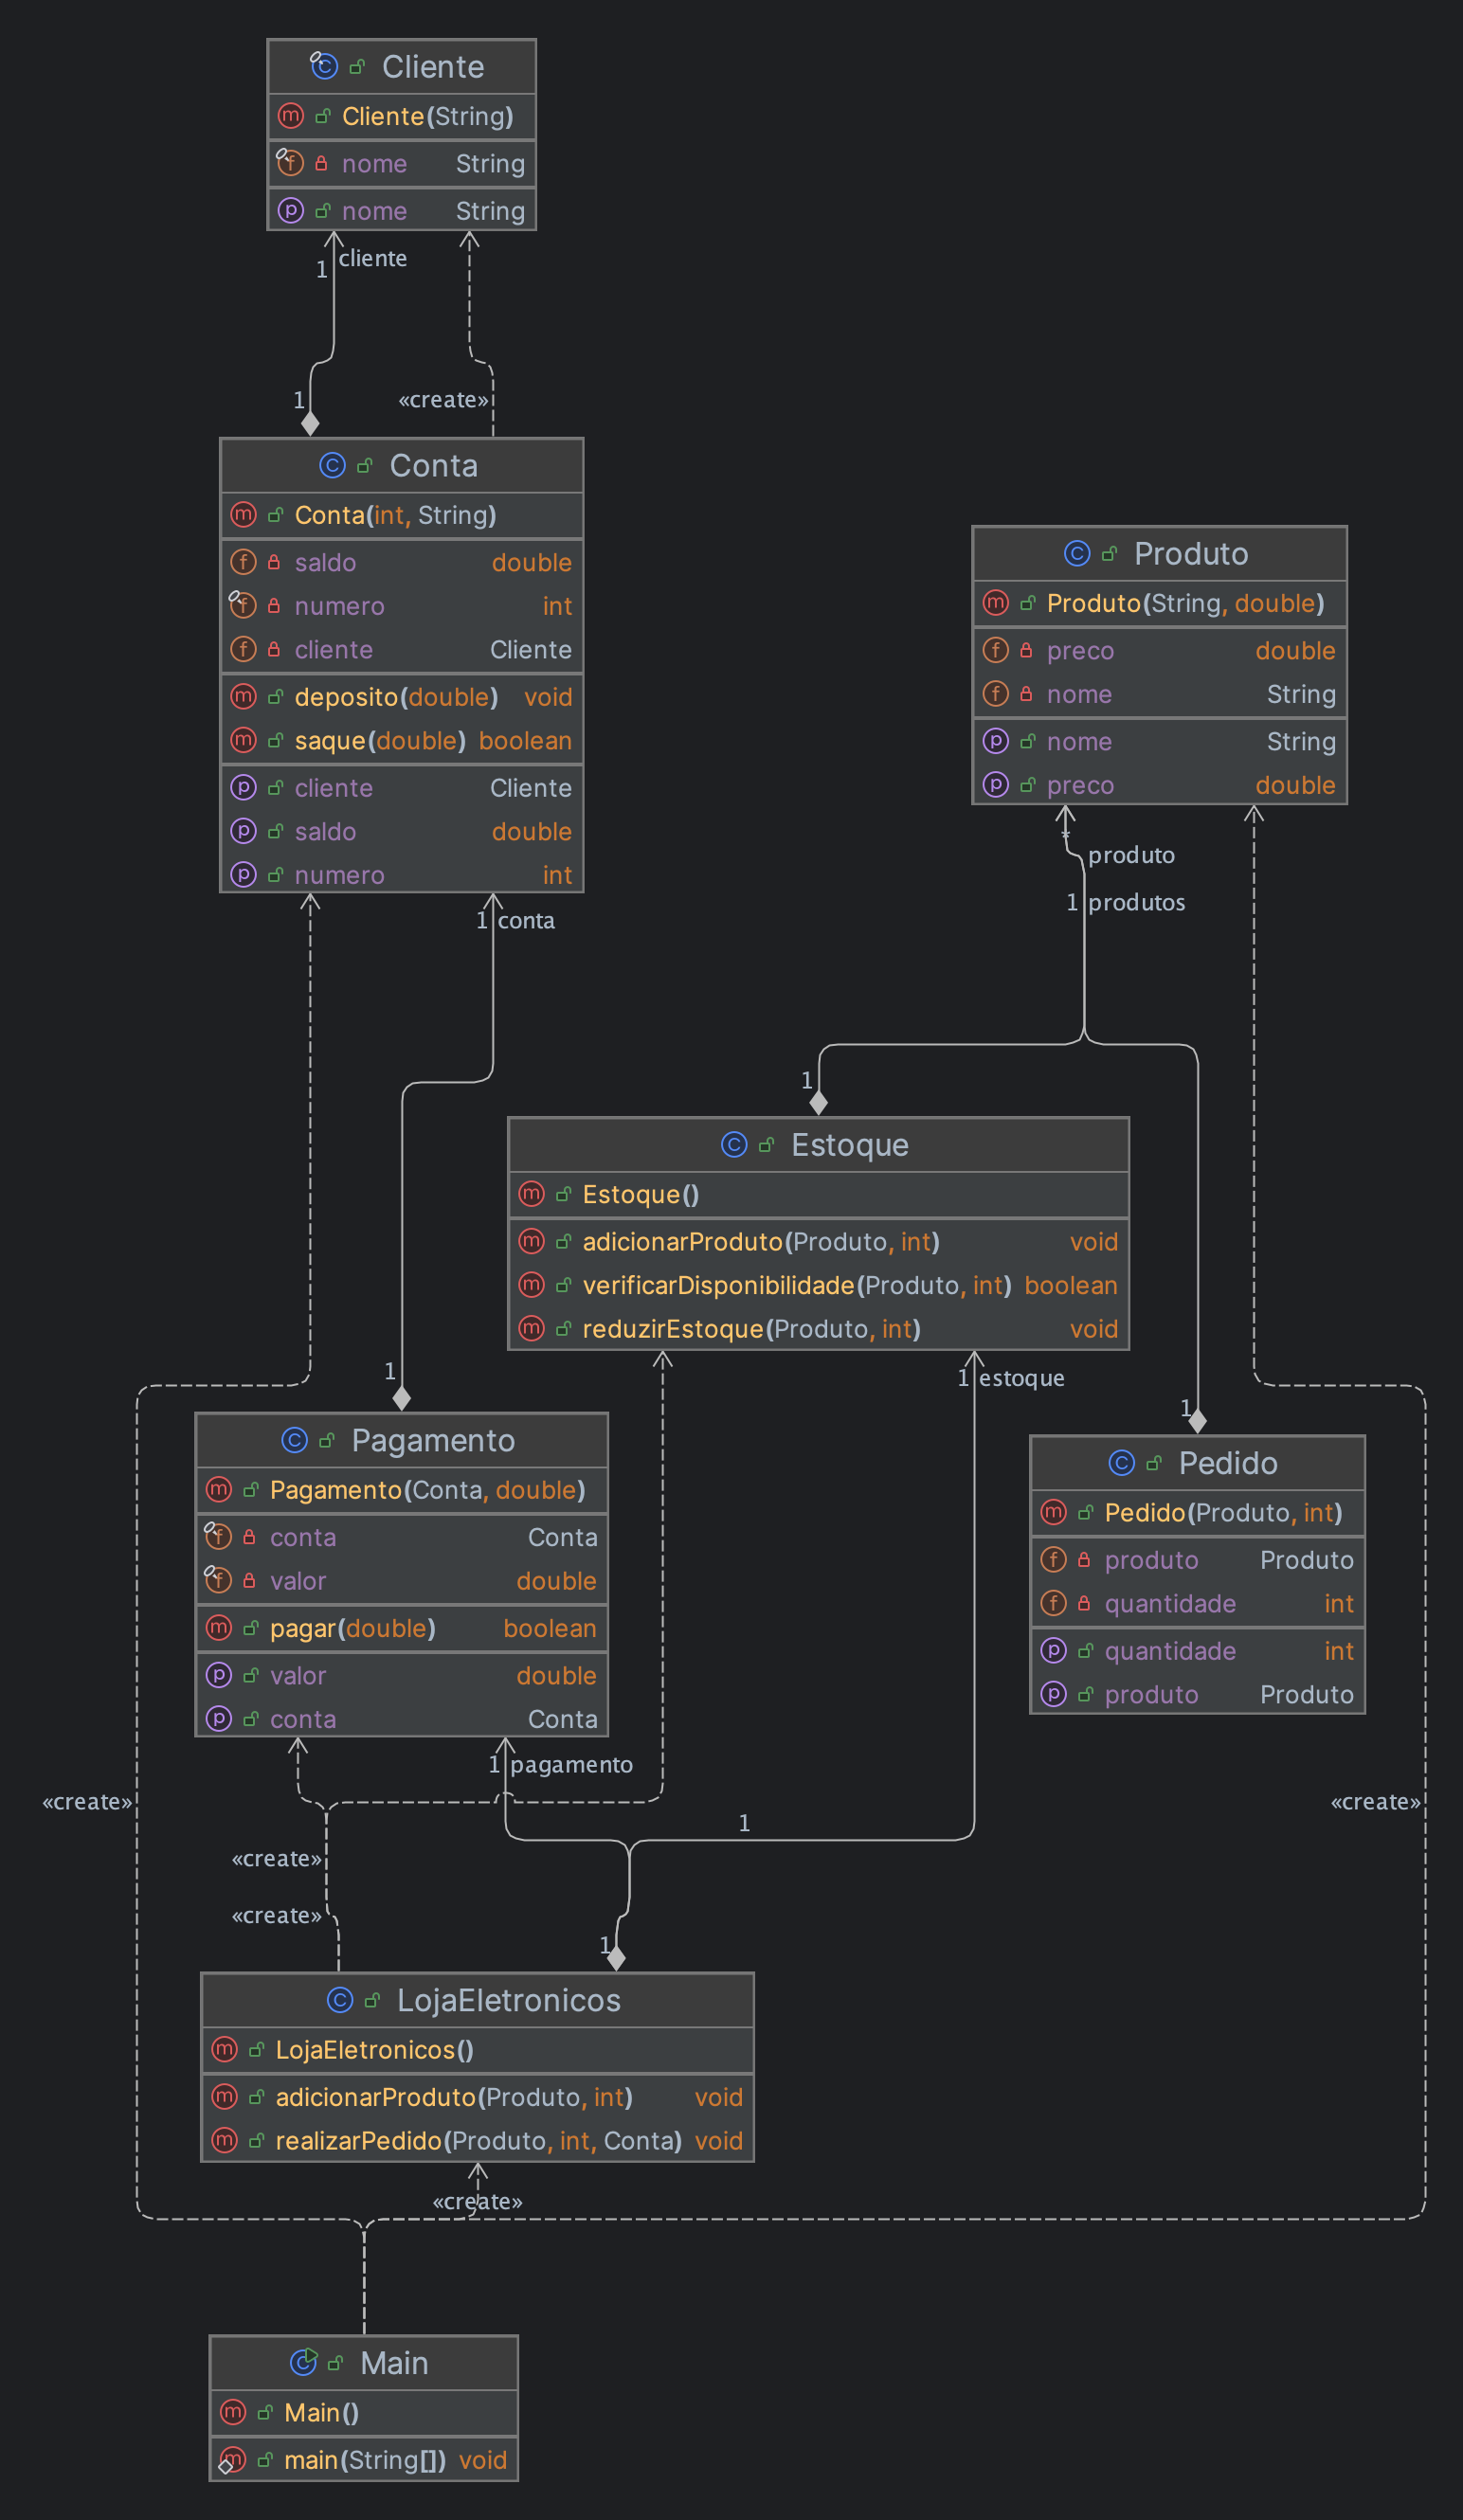 Cliente
Cliente(String)
nome String
nome String
1 cliente
1
«create»
Conta
Conta(int, String)
saldo double
numero int
cliente Cliente
deposito(double) void
saque(double) boolean
cliente Cliente
saldo double
numero int
1 conta
Produto
Produto(String, double)
preco double
nome String
nome String
preco double
*
produto
1 produtos
1
Estoque
Estoque()
adicionarProduto(Produto, int) void
verificarDisponibilidade(Produto, int) boolean
reduzirEstoque(Produto, int) void
1
1 estoque
1
Pagamento
Pagamento(Conta, double)
conta Conta
valor double
pagar(double) boolean
valor double
conta Conta
Pedido
Pedido(Produto, int)
produto Produto
quantidade int
quantidade int
produto Produto
1 pagamento
«create»
«create»
1
«create»
«create»
1
LojaEletronicos
LojaEletronicos()
adicionarProduto(Produto, int) void
realizarPedido(Produto, int, Conta) void
«create»
Main
Main()
main(String[]) void